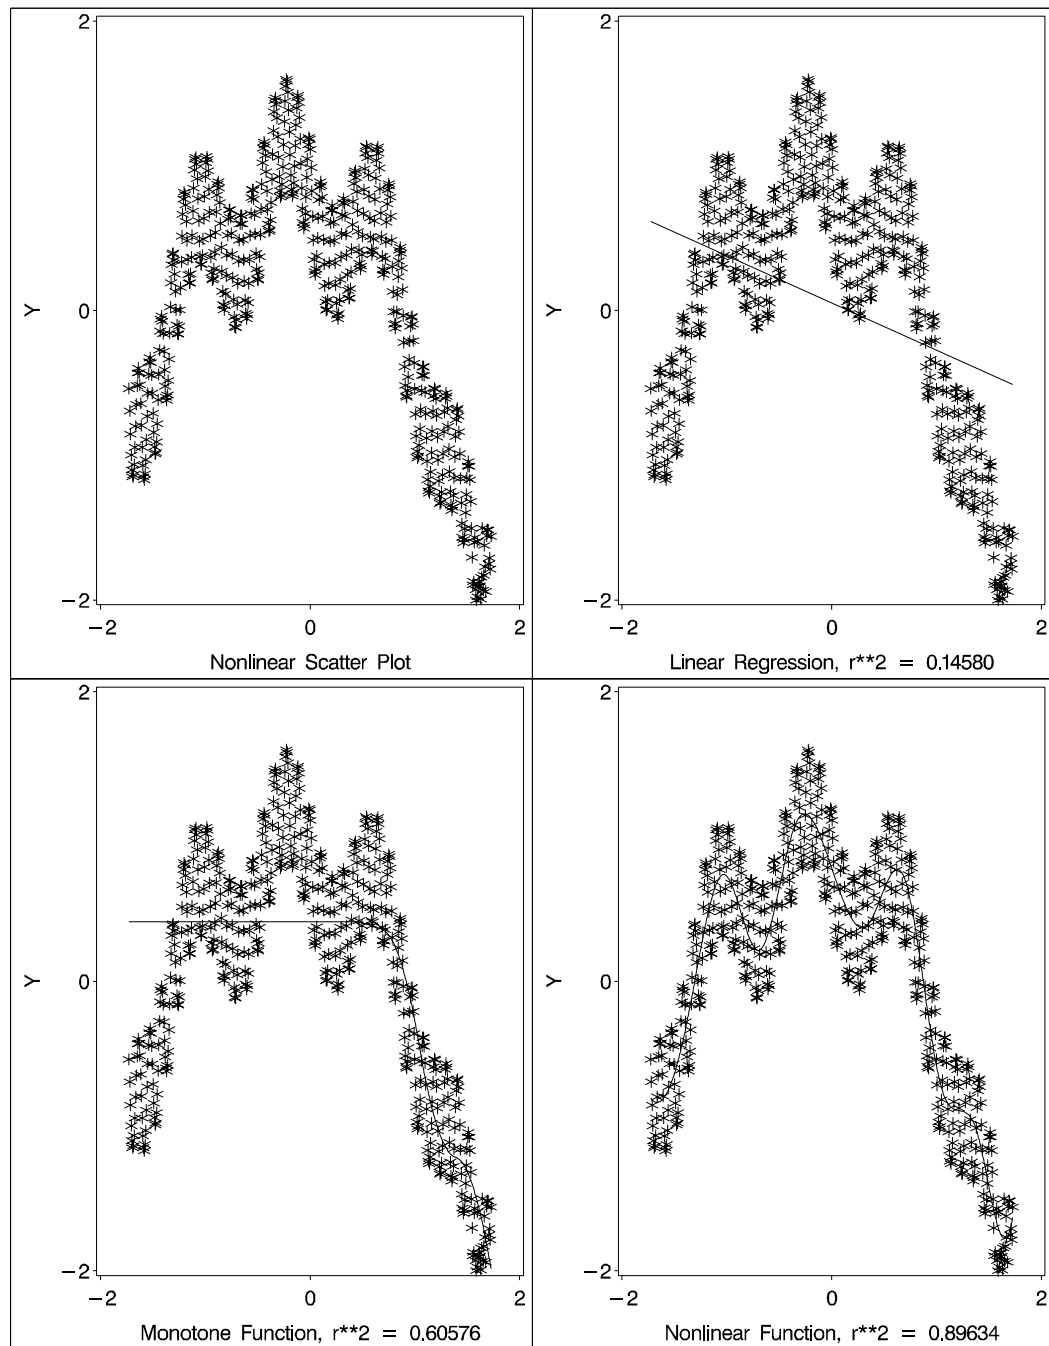 2
Y
0
−2
−2 0 2
Nonlinear Scatter Plot
2
Y
0
−2
−2 0 2
Linear Regression, r**2 = 0.14580
2
Y
0
−2
−2 0 2
Monotone Function, r**2 = 0.60576
2
Y
0
−2
−2 0 2
Nonlinear Function, r**2 = 0.89634